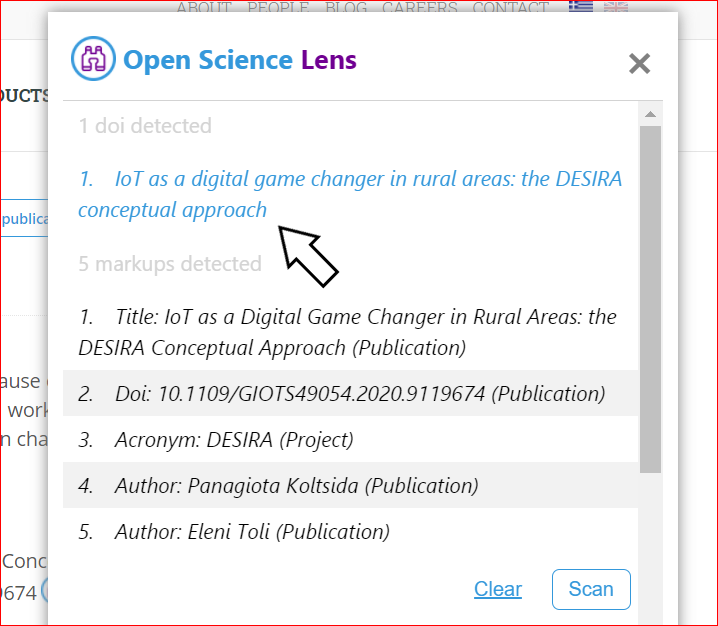 ABOUT PEOPLE BLOG CAREERS CONTACT
Open Science Lens
DUCTS
1 doi detected
1. IoT as a digital game changer in rural areas: the DESIRA
conceptual approach
publica
5 markups detected
1. Title: IoT as a Digital Game Changer in Rural Areas: the
DESIRA Conceptual Approach (Publication)
ause
2. Doi: 10.1109/GIOTS49054.2020.9119674 (Publication)
work
n cha
3. Acronym: DESIRA (Project)
4. Author: Panagiota Koltsida (Publication)
5. Author: Eleni Toli (Publication)
Conc
9674
Clear Scan